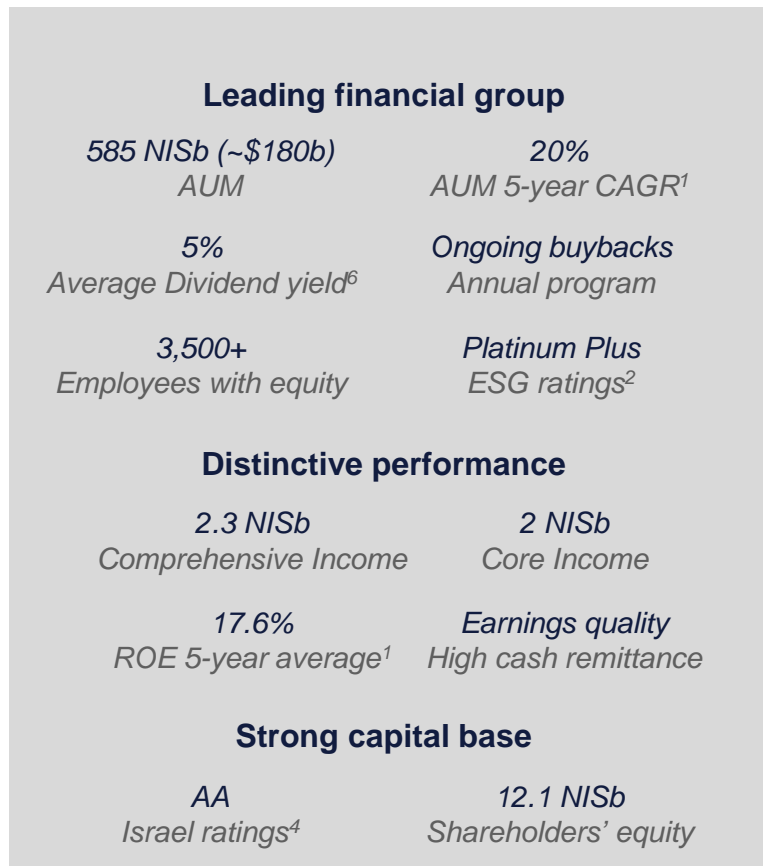 Leading financial group
585 NISb (~$180b) 20%
AUM AUM 5-year CAGR1
5% Ongoing buybacks
Average Dividend yield6 Annual program
3,500+ Platinum Plus
Employees with equity ESG ratings2
Distinctive performance
2.3 NISb 2 NISb
Comprehensive Income Core Income
17.6% Earnings quality
ROE 5-year average1 High cash remittance
Strong capital base
AA 12.1 NISb
Israel ratings4 Shareholders’ equity